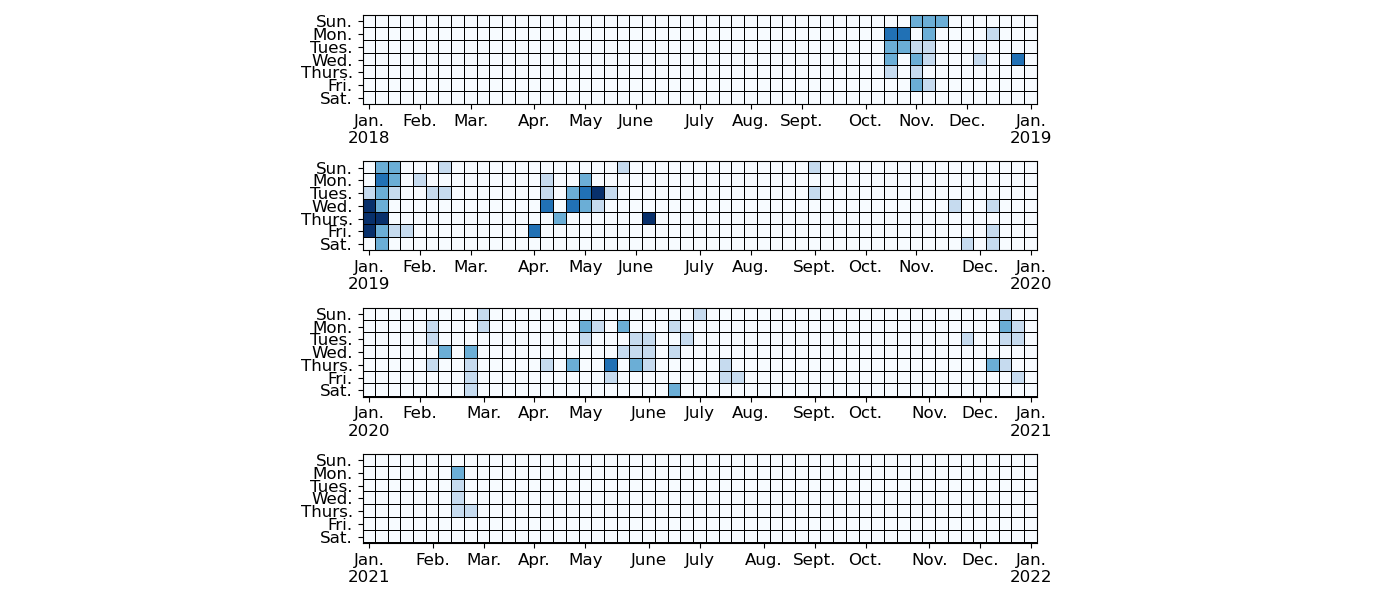 Sun.
Mon.
Tues.
Wed.
Thurs.
Fri.
Sat.
Jan. Feb. Mar. Apr. May June July Aug. Sept. Oct. Nov. Dec. Jan.
2018 2019
Sun.
Mon.
Tues.
Wed.
Thurs.
Fri.
Sat.
Jan. Feb. Mar. Apr. May June July Aug. Sept. Oct. Nov. Dec. Jan.
2019 2020
Sun.
Mon.
Tues.
Wed.
Thurs.
Fri.
Sat.
Jan. Feb. Mar. Apr. May June July Aug. Sept. Oct. Nov. Dec. Jan.
2020 2021
Sun.
Mon.
Tues.
Wed.
Thurs.
Fri.
Sat.
Jan. Feb. Mar. Apr. May June July Aug. Sept. Oct. Nov. Dec. Jan.
2021 2022